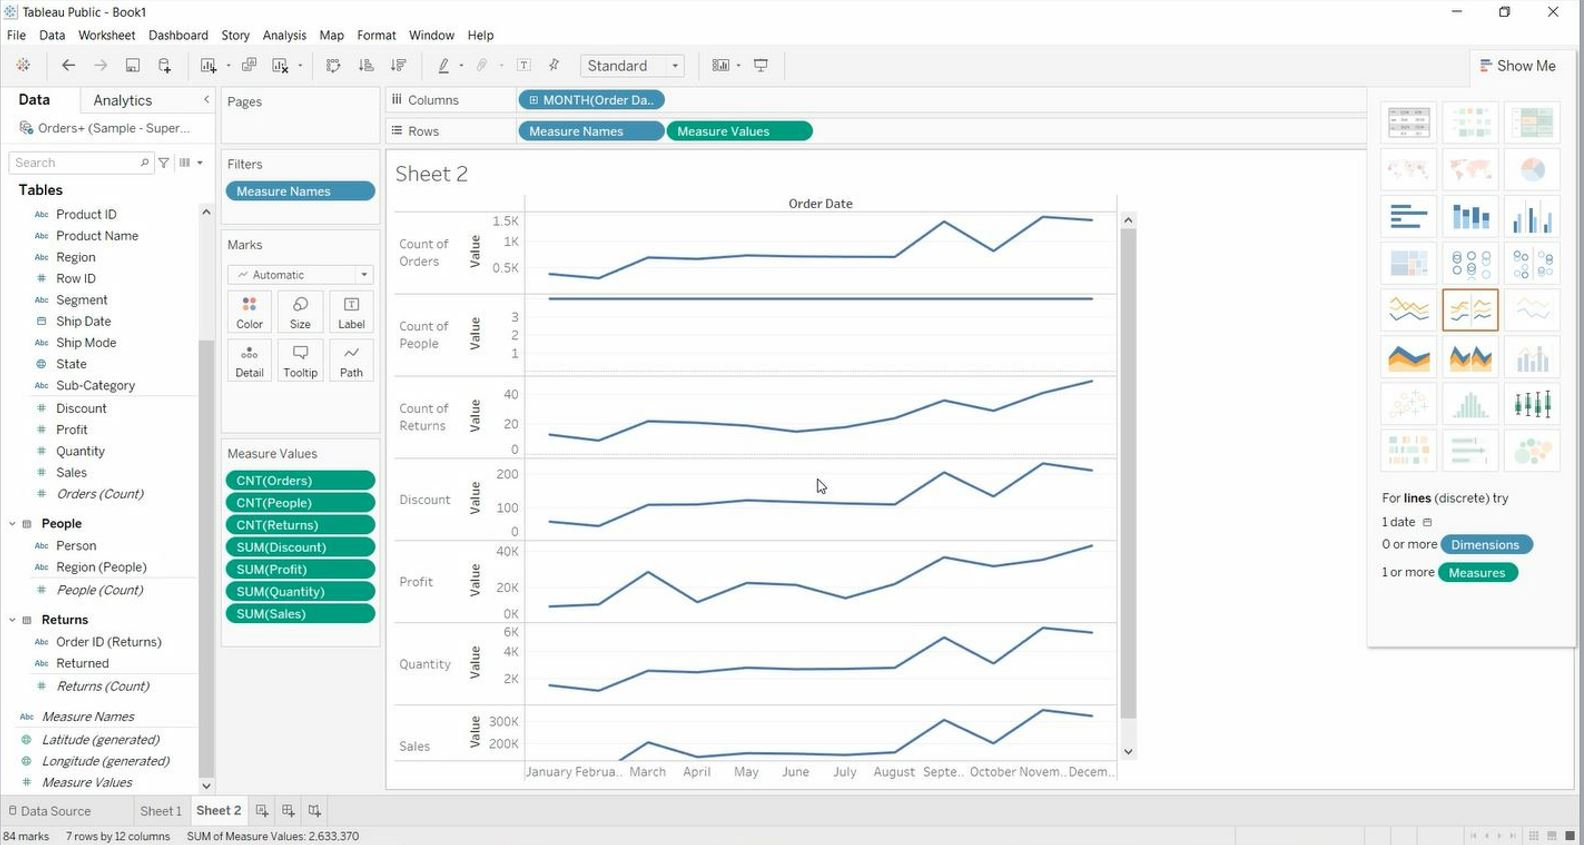 Tableau Public - Book1
File Data Worksheet Dashboard Story Analysis Map Format Window Help
Standard
Show Me
Data Analytics
Orders+ (Sample - Super...
Search
Tables
Product ID
Product Name
Region
Row ID
Segment
Ship Date
Ship Mode
State
Sub-Category
Discount
Profit
Quantity
Sales
Orders (Count)
People
Person
Region (People)
People (Count)
Returns
Order ID (Returns)
Returned
Returns (Count)
Measure Names
Latitude (generated)
Longitude (generated)
Measure Values
Pages
Filters
Measure Names
Marks
Automatic
Color Size Label
Detail Tooltip Path
Measure Values
CNT(Orders)
CNT(People)
CNT(Returns)
SUM(Discount)
SUM(Profit)
SUM(Quantity)
SUM(Sales)
Columns MONTH(Order Da..
Rows Measure Names Measure Values
Sheet 2
Order Date
Count of
Orders
Value
1.5K
1K
0.5K
Count of
People
Value
3
2
1
Count of
Returns
Value
40
20
0
Discount
Value
200
100
0
Profit
Value
40K
20K
0K
Quantity
Value
6K
4K
2K
Sales
Value
300K
200K
January Februa.. March April May June July August Septe.. October Novem.. Decem..
For lines (discrete) try
1 date
0 or more Dimensions
1 or more Measures
Data Source Sheet 1 Sheet 2
84 marks 7 rows by 12 columns SUM of Measure Values: 2,633,370